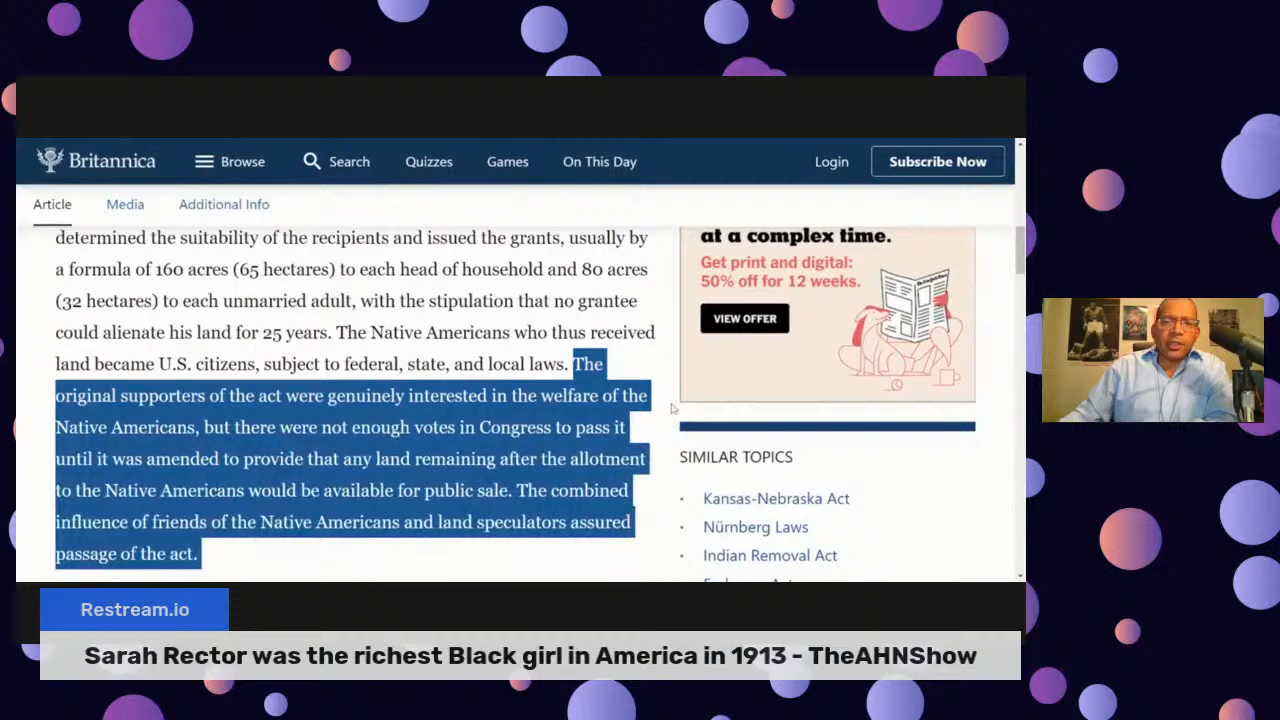 Britannica Browse Search Quizzes Games On This Day Login Subscribe Now
Article Media Additional Info
determined the suitability of the recipients and issued the grants, usually by
a formula of 160 acres (65 hectares) to each head of household and 80 acres
(32 hectares) to each unmarried adult, with the stipulation that no grantee
could alienate his land for 25 years. The Native Americans who thus received
land became U.S. citizens, subject to federal, state, and local laws. The
original supporters of the act were genuinely interested in the welfare of the
Native Americans, but there were not enough votes in Congress to pass it
until it was amended to provide that any land remaining after the allotment
to the Native Americans would be available for public sale. The combined
influence of friends of the Native Americans and land speculators assured
passage of the act.
at a complex time.
Get print and digital:
50% off for 12 weeks.
VIEW OFFER
SIMILAR TOPICS
Kansas-Nebraska Act
Nürnberg Laws
Indian Removal Act
Restream.io
Sarah Rector was the richest Black girl in America in 1913 - TheAHNShow